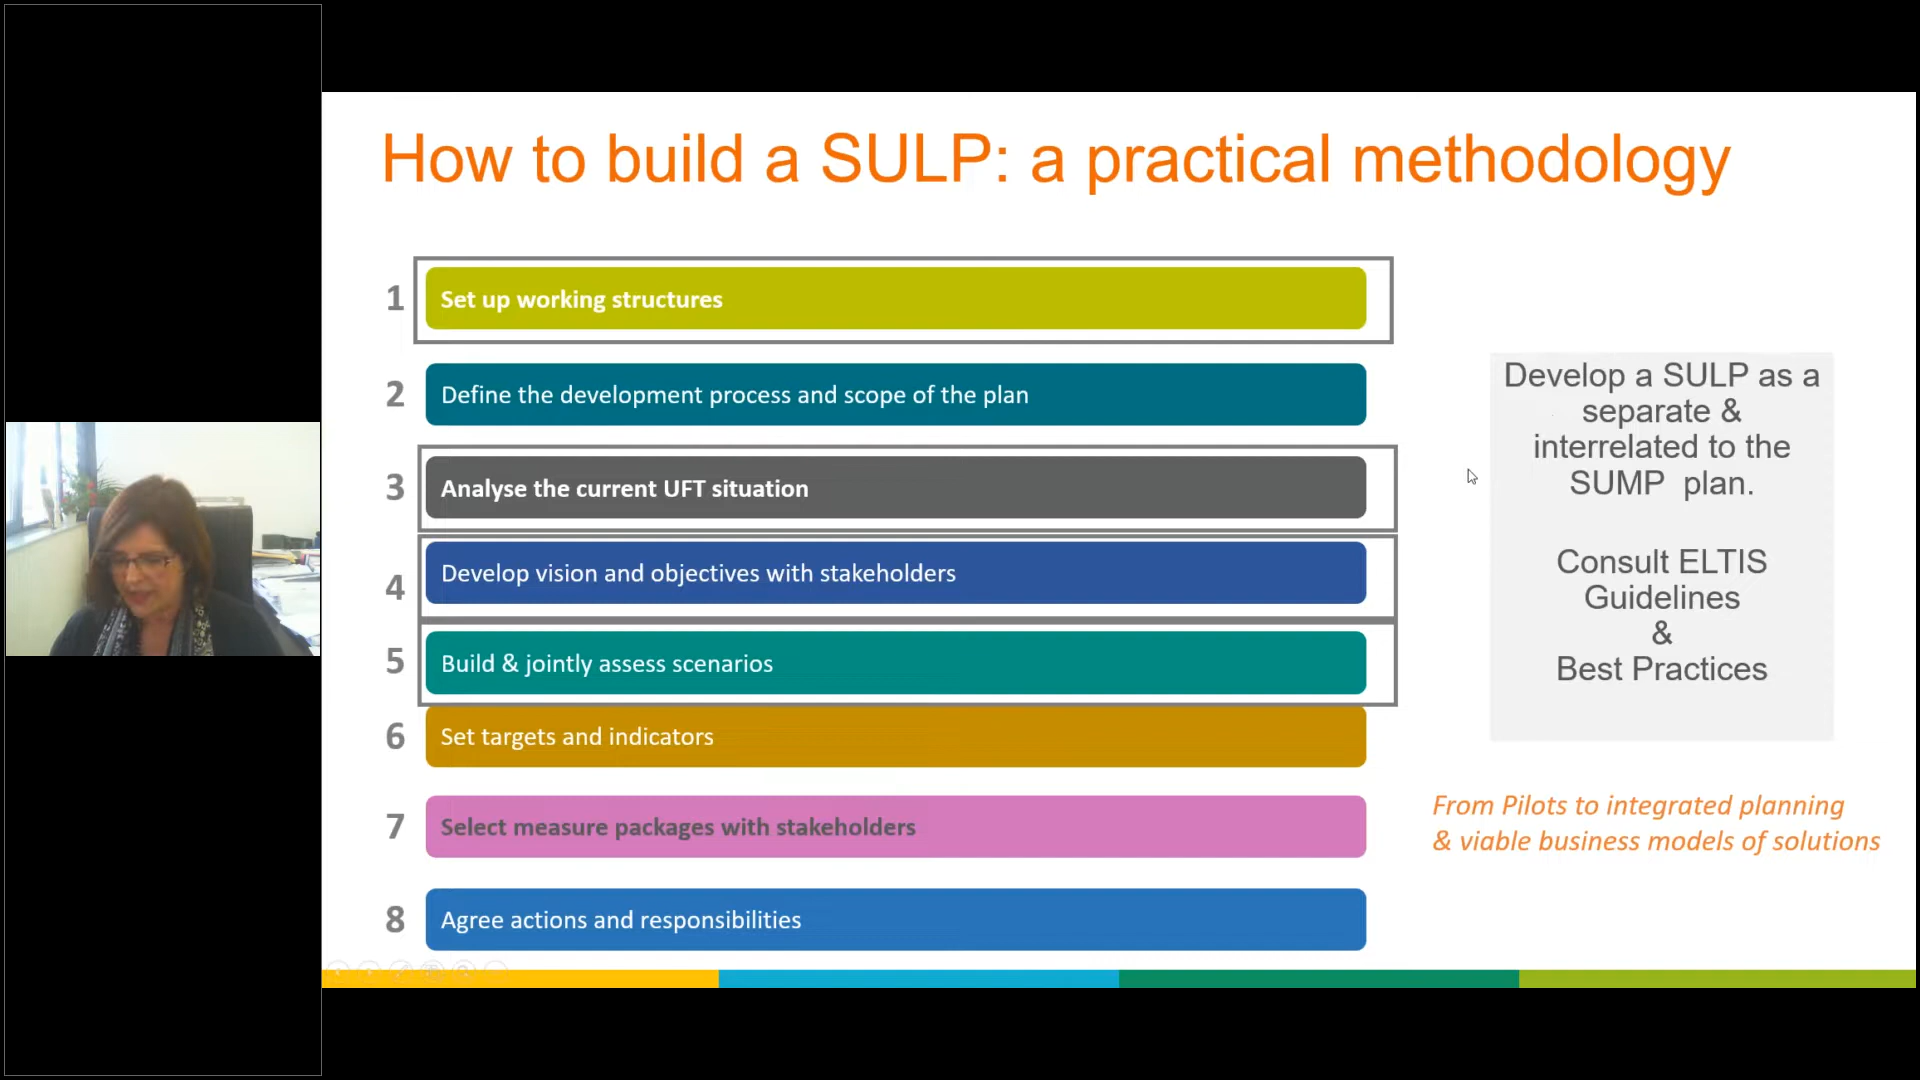 How to build a SULP: a practical methodology
1 Set up working structures
2 Define the development process and scope of the plan
3 Analyse the current UFT situation
4 Develop vision and objectives with stakeholders
5 Build & jointly assess scenarios
6 Set targets and indicators
7 Select measure packages with stakeholders
8 Agree actions and responsibilities
Develop a SULP as a
separate &
interrelated to the
SUMP plan.
Consult ELTIS
Guidelines
&
Best Practices
From Pilots to integrated planning
& viable business models of solutions